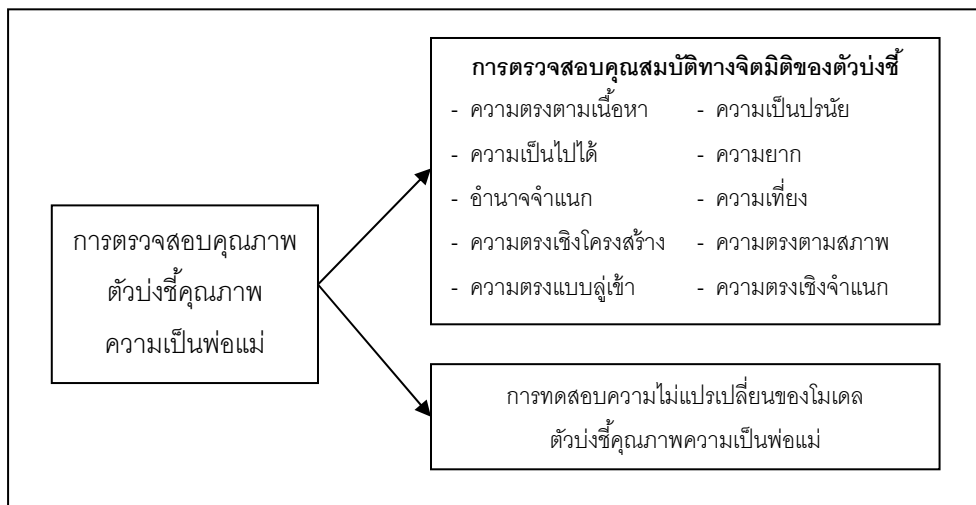 การตรวจสอบคุณภาพ
ตัวบ่งชี้คุณภาพ
ความเป็นพ่อแม่
การตรวจสอบคุณสมบัติทางจิตมิติของตัวบ่งชี้
- ความตรงตามเนื้อหา - ความเป็นปรนัย
- ความเป็นไปได้ - ความยาก
- อำนาจจำแนก - ความเที่ยง
- ความตรงเชิงโครงสร้าง - ความตรงตามสภาพ
- ความตรงแบบลู่เข้า - ความตรงเชิงจำแนก
การทดสอบความไม่แปรเปลี่ยนของโมเดล
ตัวบ่งชี้คุณภาพความเป็นพ่อแม่